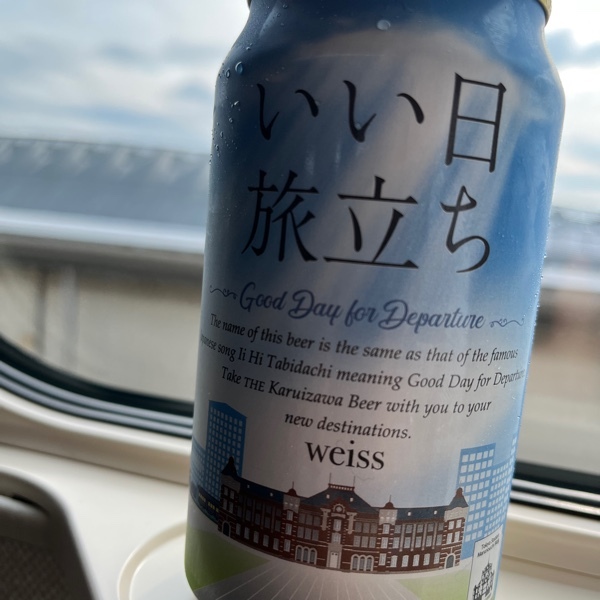 いい日
旅立ち
Good Day for Departure
The name of this beer is the same as that of the famous
song Ii Hi Tabidachi meaning Good Day for
Take THE Karuizawa Beer with you to your
new destinations.
weiss